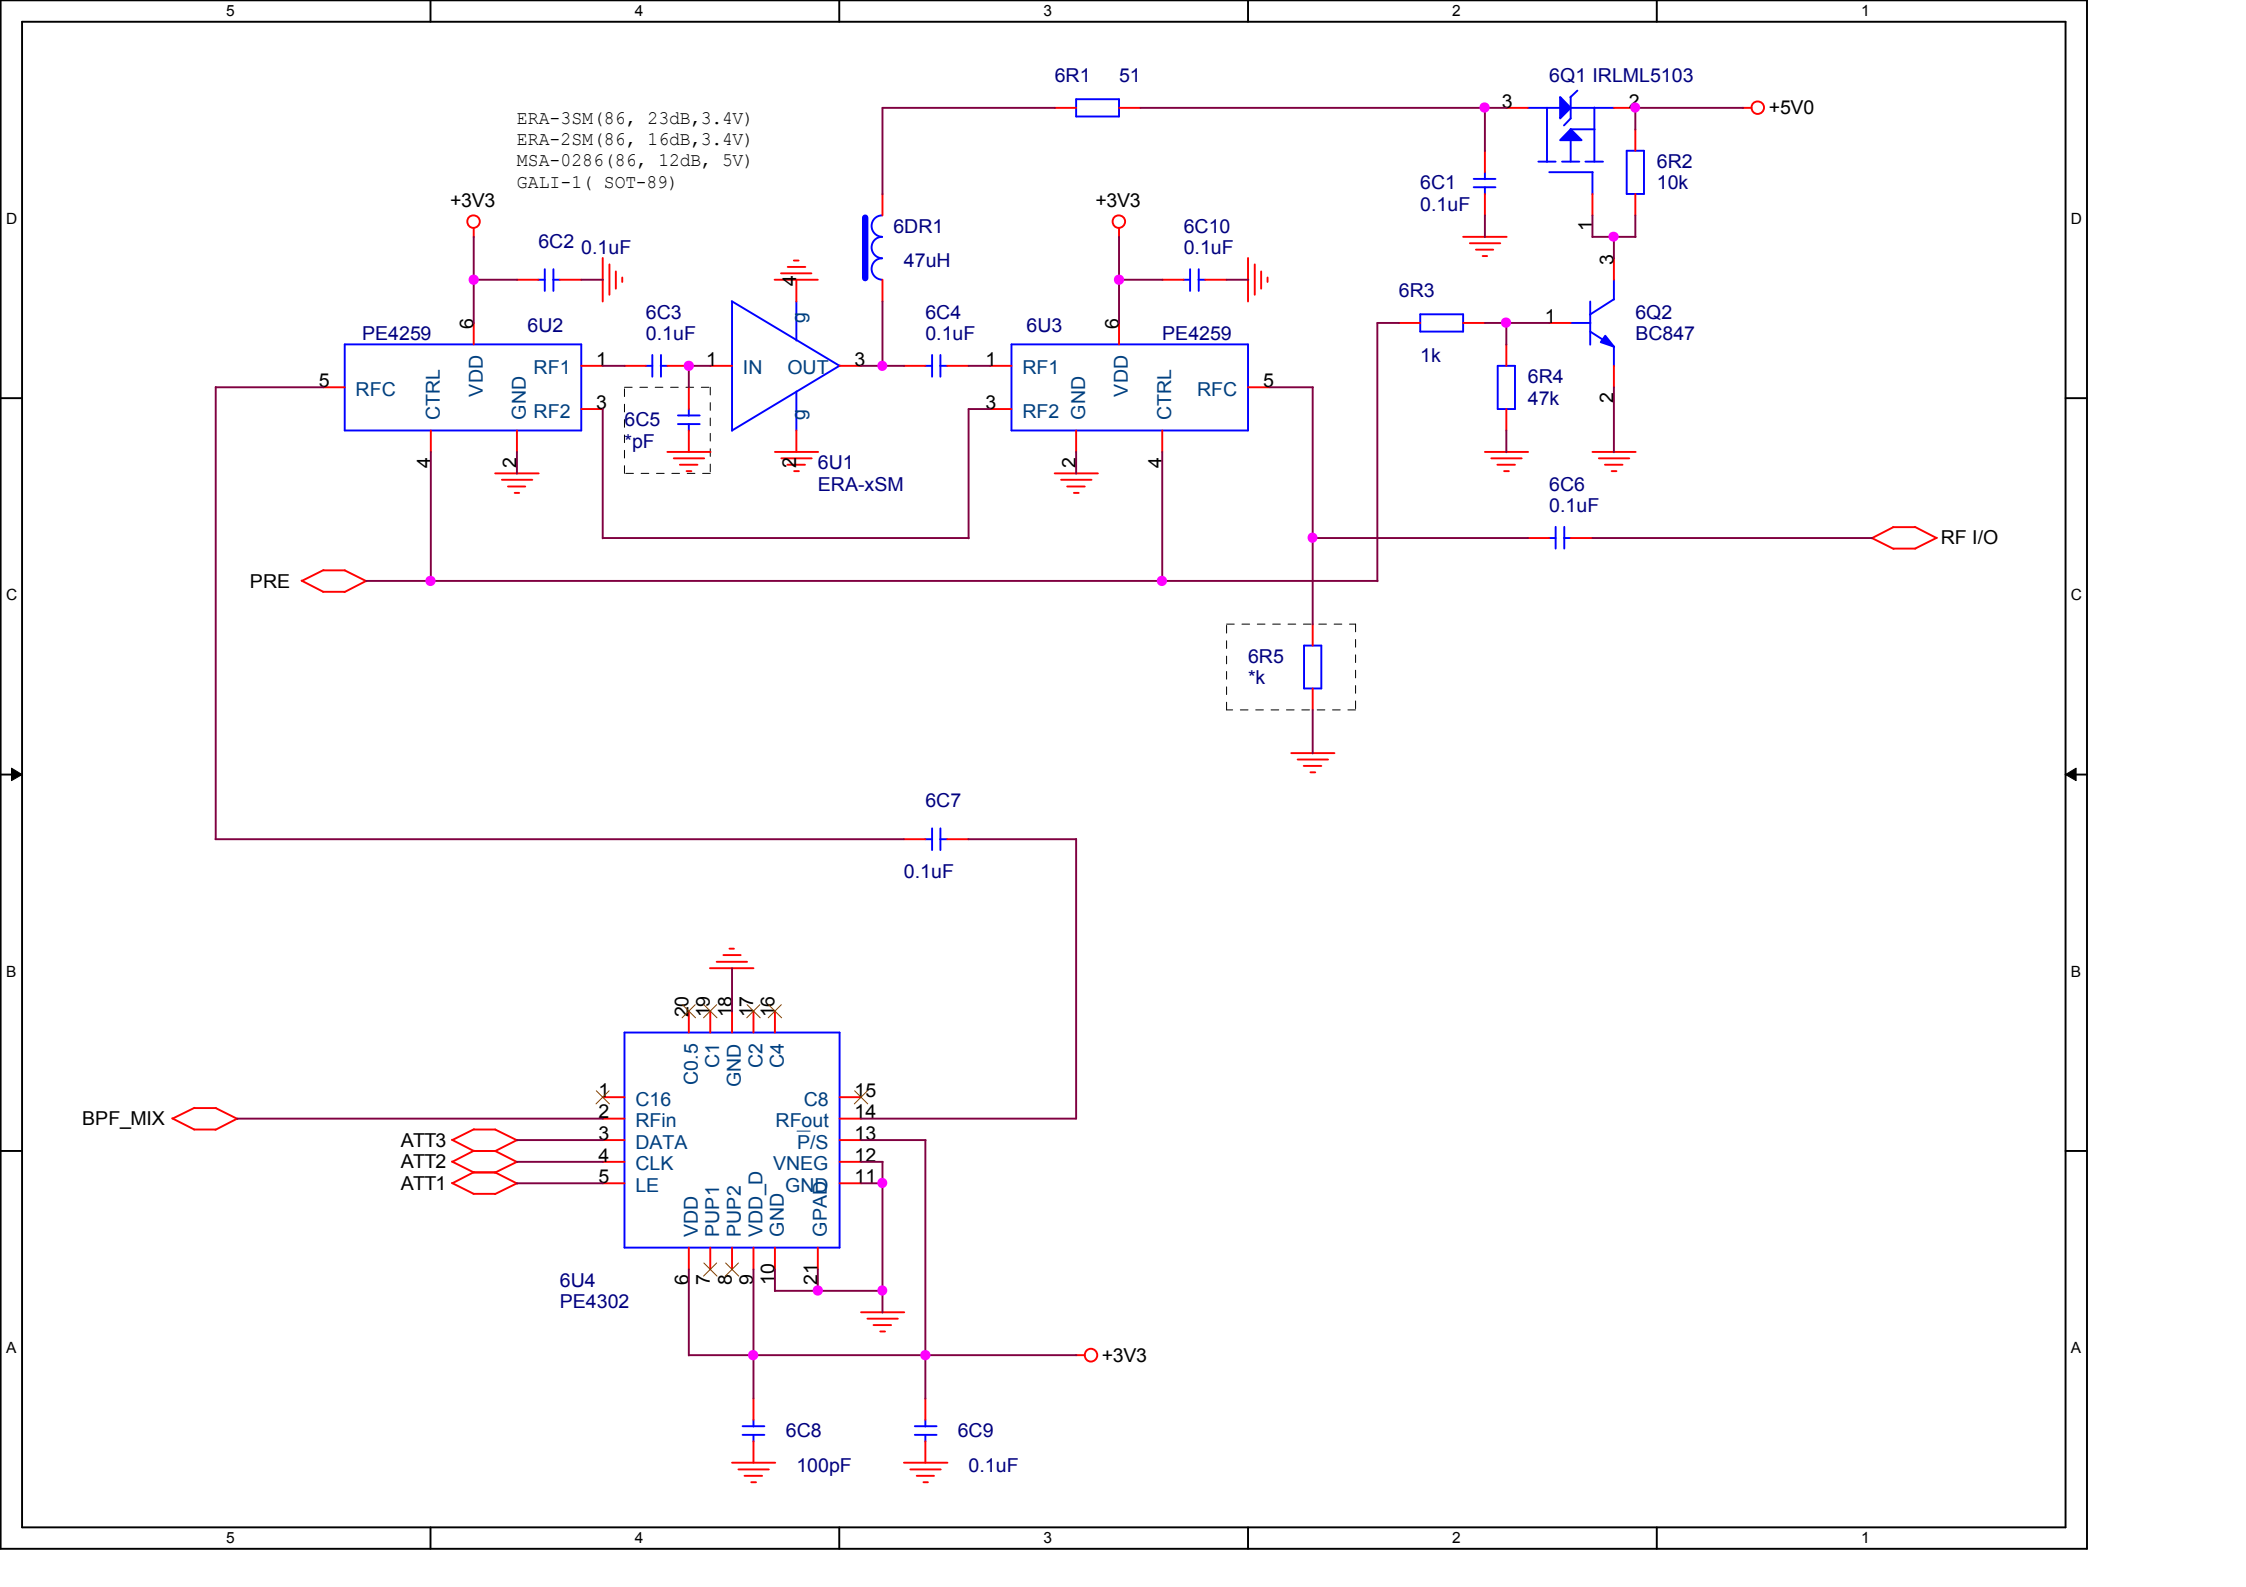 5 4 3 2 1
6R1 51
6Q1 IRLML5103
3 2
+5V0
ERA-3SM(86, 23dB,3.4V)
ERA-2SM(86, 16dB,3.4V)
MSA-0286(86, 12dB, 5V)
GALI-1( SOT-89)
6R2
10k
6C1
0.1uF
1
D D
+3V3
+3V3
6C2 0.1uF
6DR1
47uH
6C10
0.1uF
3
4
6R3
1k
1
6Q2
BC847
2
6R4
47k
PE4259
6U2
6
RFC
CTRL
VDD
GND
RF1
RF2
5
1
3
4
2
6C3
0.1uF
6C5
*pF
1
IN
OUT
3
g
g
2
6U1
ERA-xSM
6C4
0.1uF
6U3
PE4259
6
1
3
RF1
RF2
GND
VDD
CTRL
RFC
5
2
4
6C6
0.1uF
RF I/O
PRE
C C
6R5
*k
6C7
0.1uF
B B
20
19
18
17
16
C0.5
C1
GND
C2
C4
1
C16
C8
15
BPF_MIX
2
RFin
RFout
14
ATT3
3
DATA
P/S
13
ATT2
4
CLK
VNEG
12
ATT1
5
LE
GND
11
VDD
PUP1
PUP2
VDD_D
GND
GPAD
6
7
8
9
10
21
6U4
PE4302
A A
+3V3
6C8
100pF
6C9
0.1uF
5 4 3 2 1